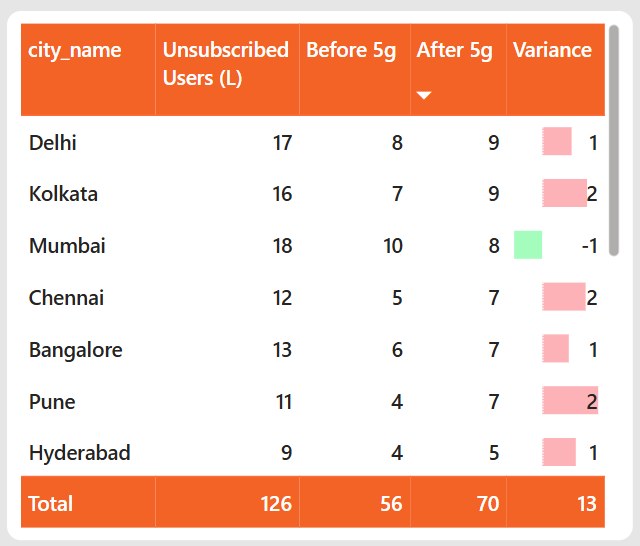 city_name Unsubscribed Users (L) Before 5g After 5g Variance
Delhi 17 8 9 1
Kolkata 16 7 9 2
Mumbai 18 10 8 -1
Chennai 12 5 7 2
Bangalore 13 6 7 1
Pune 11 4 7 2
Hyderabad 9 4 5 1
Total 126 56 70 13